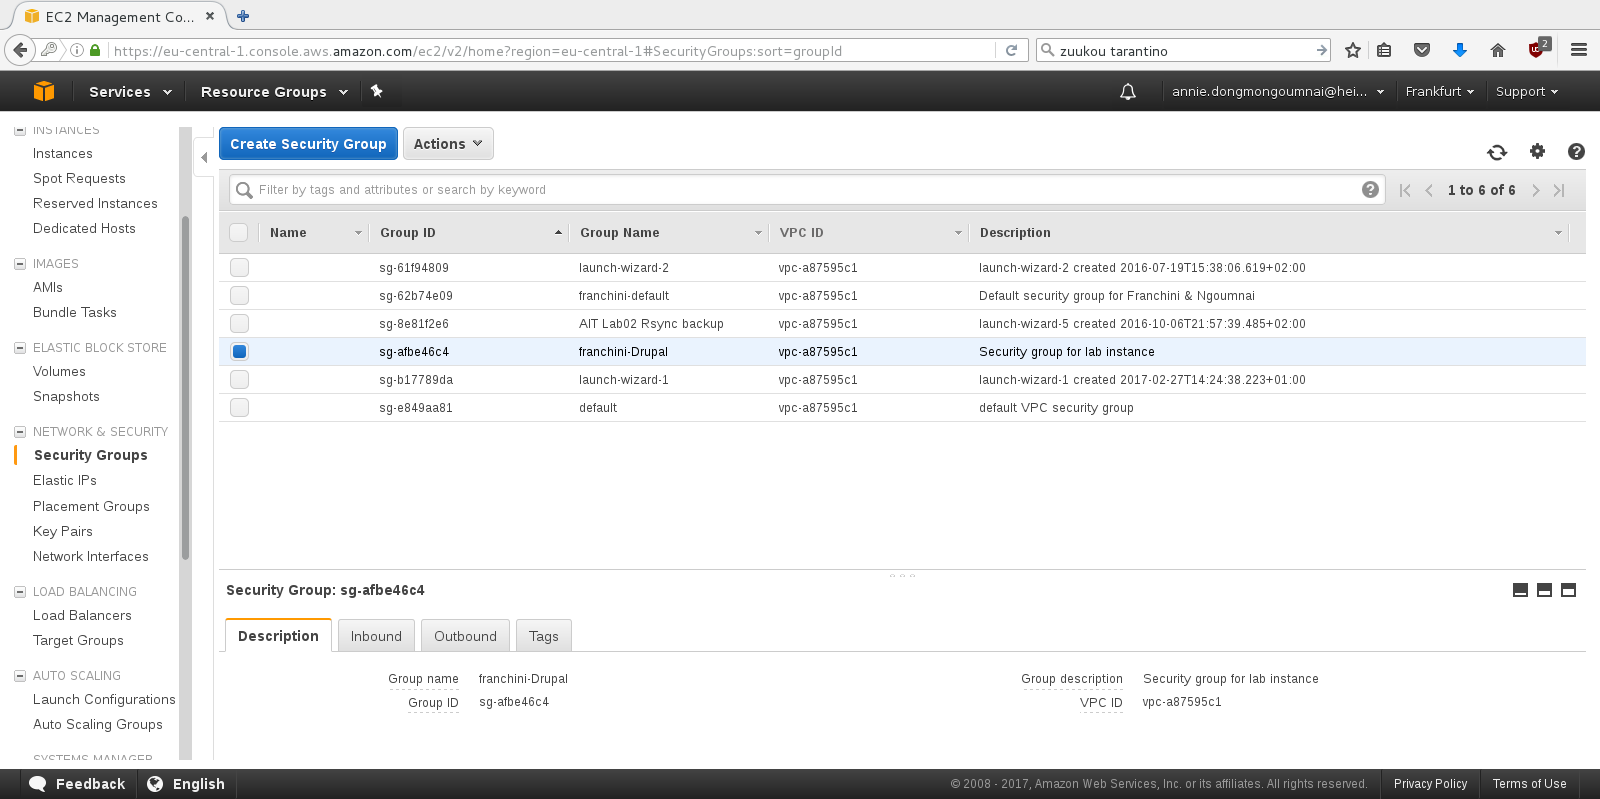 EC2 Management Co...
https://eu-central-1.console.aws.amazon.com/ec2/v2/home?region=eu-central-1#SecurityGroups:sort=groupId
zuukou tarantino
2
Services
Resource Groups
annie.dongmongoumnai@hei...
Frankfurt
Support
INSTANCES
Instances
Spot Requests
Reserved Instances
Dedicated Hosts
IMAGES
AMIs
Bundle Tasks
ELASTIC BLOCK STORE
Volumes
Snapshots
NETWORK & SECURITY
Security Groups
Elastic IPs
Placement Groups
Key Pairs
Network Interfaces
LOAD BALANCING
Load Balancers
Target Groups
AUTO SCALING
Launch Configurations
Auto Scaling Groups
SYSTEMS MANAGER
Create Security Group
Actions
Filter by tags and attributes or search by keyword
1 to 6 of 6
Name Group ID Group Name VPC ID Description
sg-61f94809 launch-wizard-2 vpc-a87595c1 launch-wizard-2 created 2016-07-19T15:38:06.619+02:00
sg-62b74e09 franchini-default vpc-a87595c1 Default security group for Franchini & Ngoumnai
sg-8e81f2e6 AIT Lab02 Rsync backup vpc-a87595c1 launch-wizard-5 created 2016-10-06T21:57:39.485+02:00
sg-afbe46c4 franchini-Drupal vpc-a87595c1 Security group for lab instance
sg-b17789da launch-wizard-1 vpc-a87595c1 launch-wizard-1 created 2017-02-27T14:24:38.223+01:00
sg-e849aa81 default vpc-a87595c1 default VPC security group
Security Group: sg-afbe46c4
Description Inbound Outbound Tags
Group name franchini-Drupal Group description Security group for lab instance
Group ID sg-afbe46c4 VPC ID vpc-a87595c1
Feedback
English
© 2008 - 2017, Amazon Web Services, Inc. or its affiliates. All rights reserved.
Privacy Policy
Terms of Use